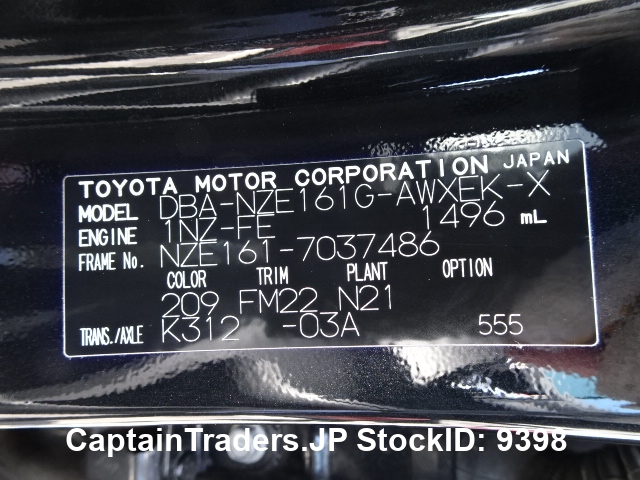 TOYOTA MOTOR CORPORATION JAPAN
MODEL DBA-NZE161G-AWXEK-X
ENGINE 1NZ-FE 1496 mL
FRAME No. NZE161-7037486
COLOR TRIM PLANT OPTION
209 FM22 N21
TRANS./AXLE K312 -03A 555
CaptainTraders.JP StockID: 9398